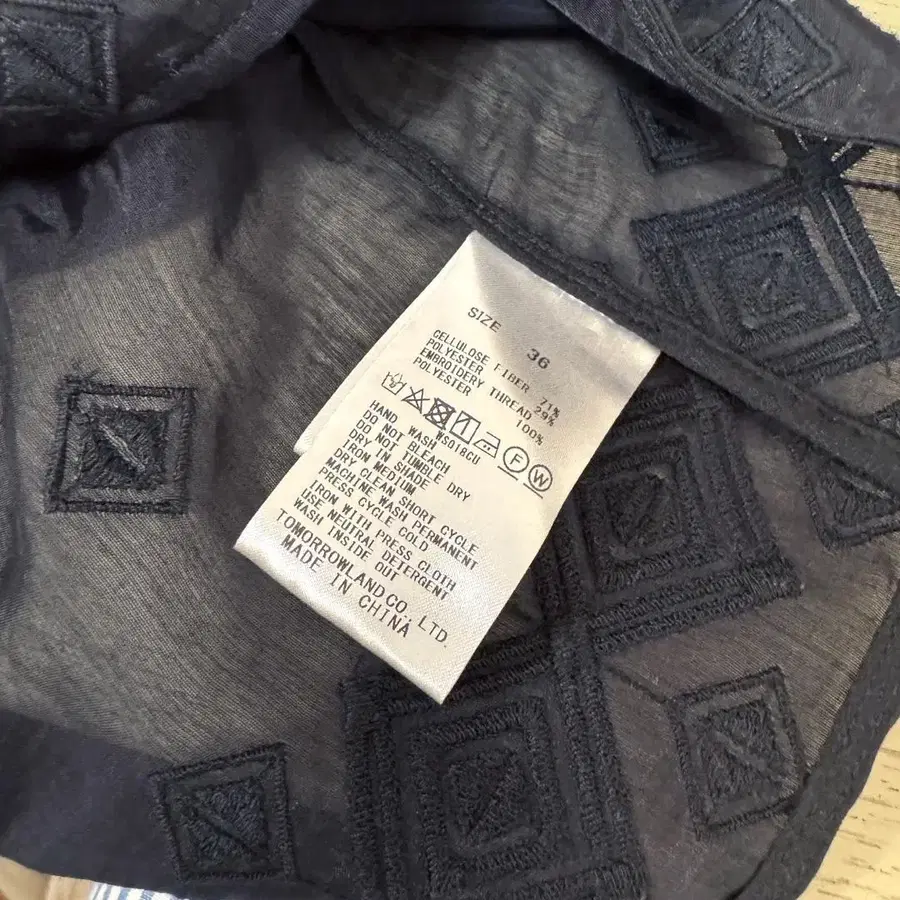 SIZE 36
CELLULOSE FIBER 71%
POLYESTER 29%
EMBROIDERY THREAD
POLYESTER 100%
F W
WS018CU
HAND WASH
DO NOT BLEACH
DO NOT TUMBLE DRY
DRY IN SHADE
IRON MEDIUM
DRY CLEAN SHORT CYCLE
MACHINE WASH PERMANENT
PRESS CYCLE COLD
IRON WITH PRESS CLOTH
USE NEUTRAL DETERGENT
WASH INSIDE OUT
TOMORROWLAND CO., LTD.
MADE IN CHINA